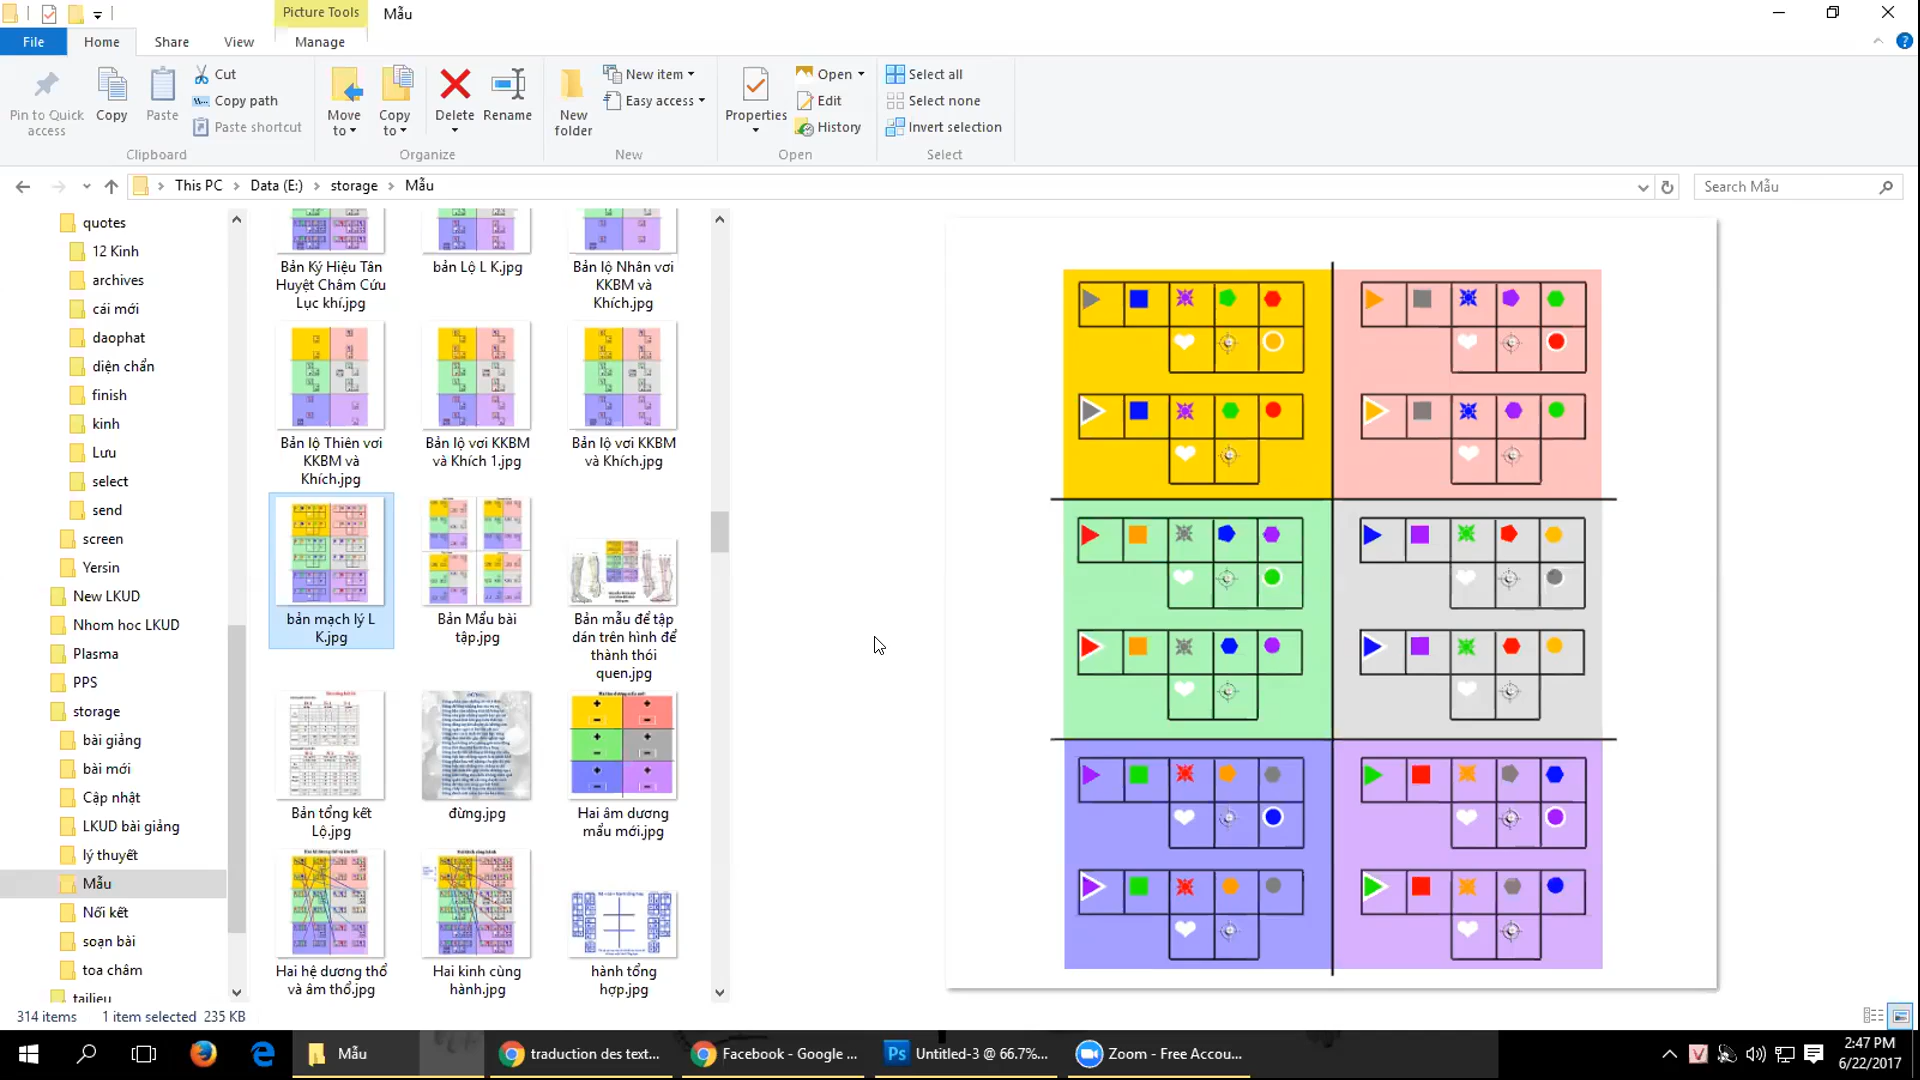 Picture Tools
Mẫu
File
Home
Share
View
Manage
Pin to Quick access
Copy
Paste
Cut
Copy path
Paste shortcut
Clipboard
Move to
Copy to
Delete
Rename
Organize
New folder
New item
Easy access
New
Properties
Open
Edit
History
Open
Select all
Select none
Invert selection
Select
This PC
Data (E:)
storage
Mẫu
Search Mẫu
quotes
12 Kinh
archives
cái mới
daophat
diện chẩn
finish
kinh
Lưu
select
send
screen
Yersin
New LKUD
Nhom hoc LKUD
Plasma
PPS
storage
bài giảng
bài mới
Cập nhật
LKUD bài giảng
lý thuyết
Mẫu
Nối kết
soạn bài
toa châm
tailieu
Bản Ký Hiệu Tân
Huyệt Châm Cứu
Lục khí.jpg
bản Lộ L K.jpg
Bản lộ Nhân vơi
KKBM và
Khích.jpg
Bản lộ Thiên vơi
KKBM và
Khích.jpg
Bản lộ vơi KKBM
và Khích 1.jpg
Bản lộ vơi KKBM
và Khích.jpg
bản mạch lý L
K.jpg
Bản Mẩu bài
tập.jpg
Bản mẫu để tập
dán trên hình để
thành thói
quen.jpg
Bản tổng kết
Lộ.jpg
đừng.jpg
Hai âm dương
mẩu mới.jpg
Hai hệ dương thổ
và âm thổ.jpg
Hai kinh cùng
hành.jpg
hành tổng
hợp.jpg
314 items
1 item selected 235 KB
Mẫu
traduction des text...
Facebook - Google ...
Untitled-3 @ 66.7%...
Zoom - Free Accou...
2:47 PM
6/22/2017